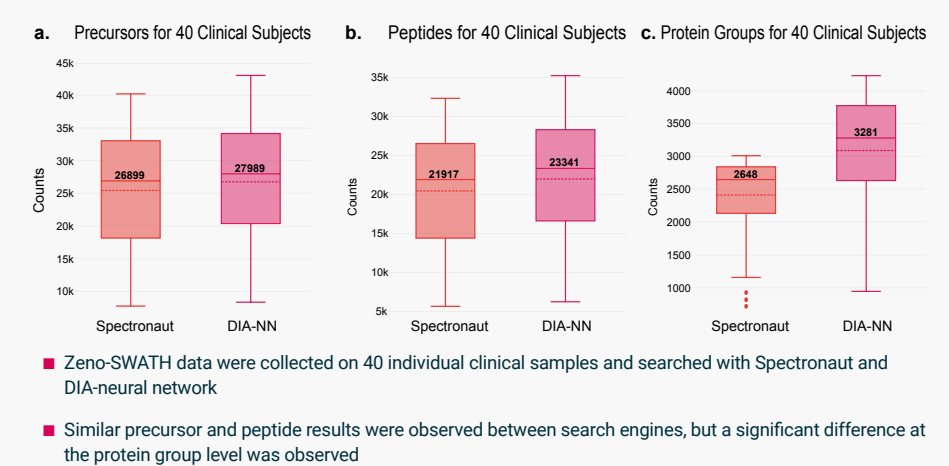 a. Precursors for 40 Clinical Subjects
45k
40k
35k
30k
25k
20k
15k
10k
Counts
26899
27989
Spectronaut DIA-NN
b. Peptides for 40 Clinical Subjects
35k
30k
25k
20k
15k
10k
5k
Counts
21917
23341
Spectronaut DIA-NN
c. Protein Groups for 40 Clinical Subjects
4000
3500
3000
2500
2000
1500
1000
Counts
2648
3281
Spectronaut DIA-NN
Zeno-SWATH data were collected on 40 individual clinical samples and searched with Spectronaut and
DIA-neural network
Similar precursor and peptide results were observed between search engines, but a significant difference at
the protein group level was observed